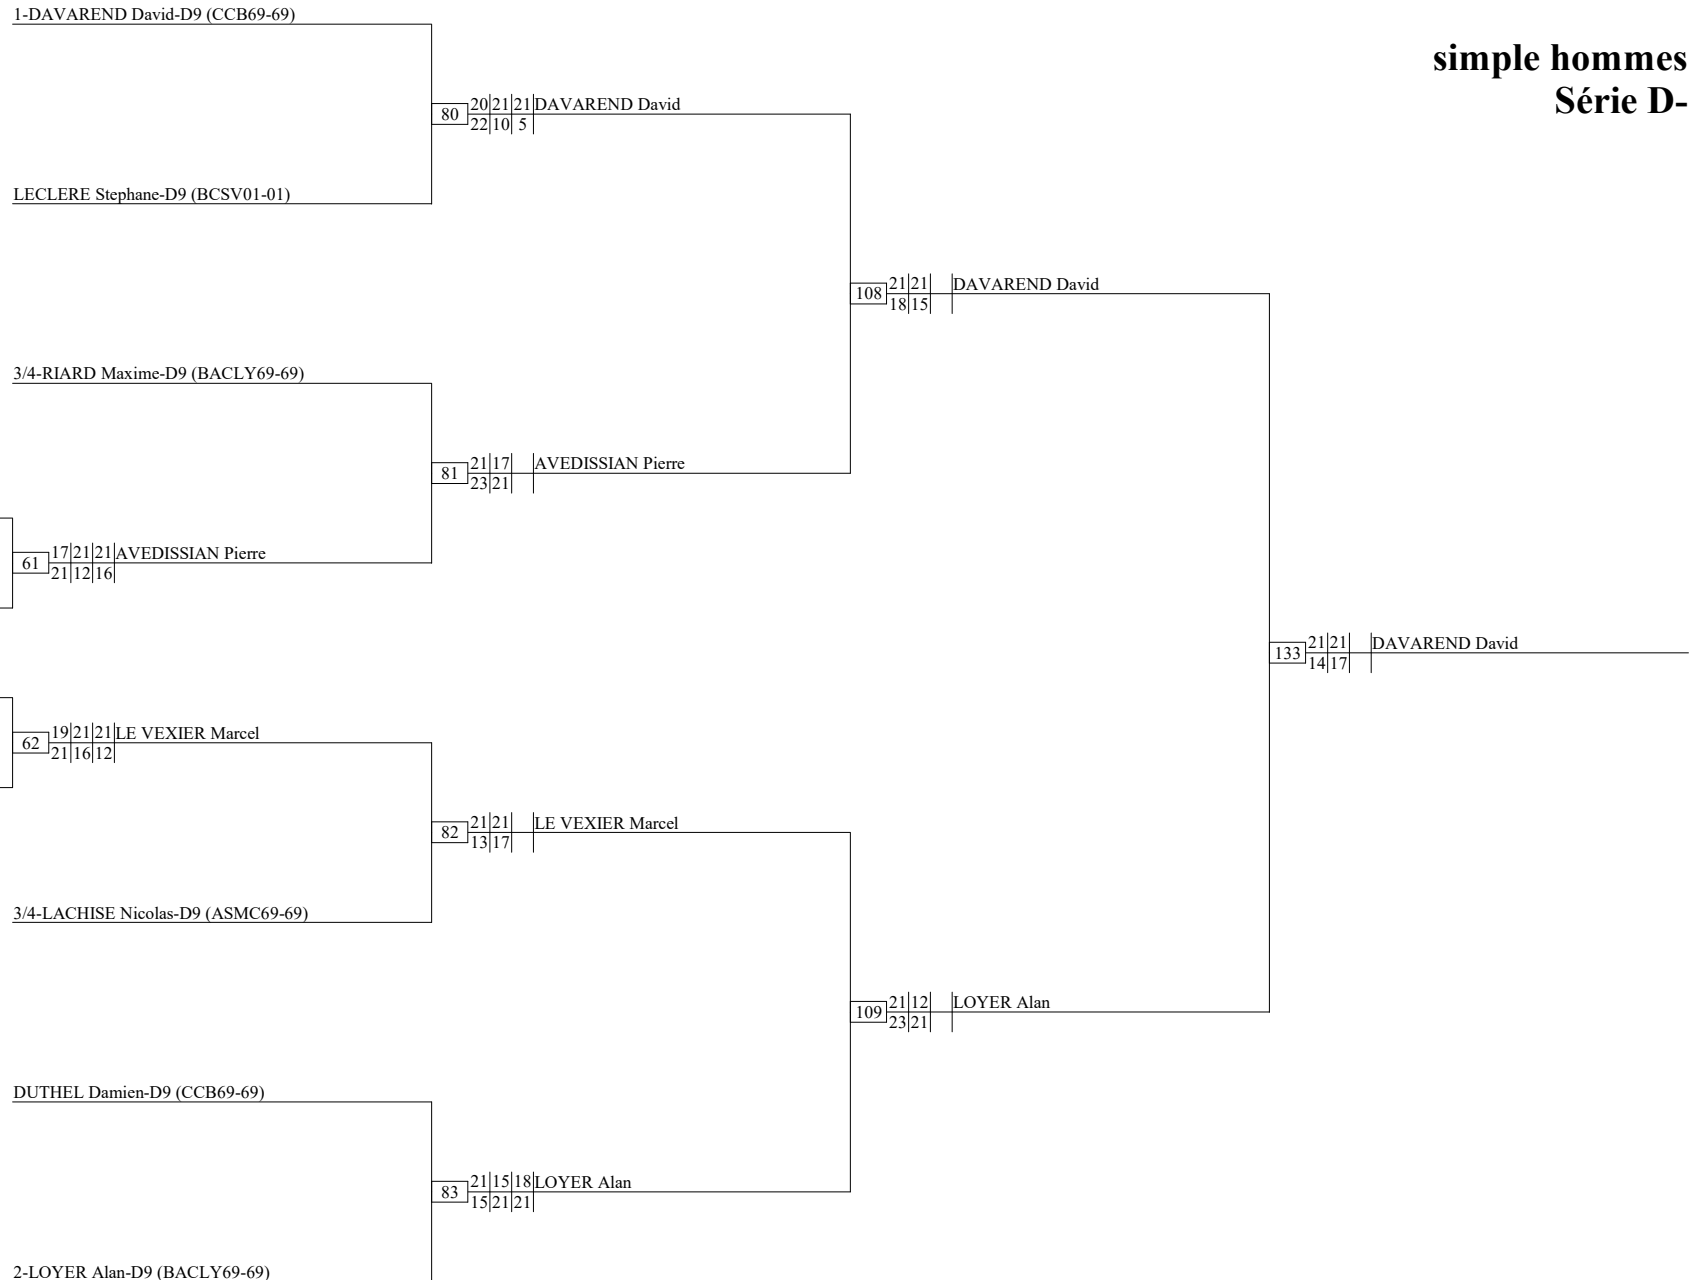 1-DAVAREND David-D9 (CCB69-69)
simple hommes
Série D-
80 20 21 21 DAVAREND David
22 10 5
LECLERE Stephane-D9 (BCSV01-01)
108 21 21 DAVAREND David
18 15
3/4-RIARD Maxime-D9 (BACLY69-69)
81 21 17 AVEDISSIAN Pierre
23 21
61 17 21 21 AVEDISSIAN Pierre
21 12 16
133 21 21 DAVAREND David
14 17
62 19 21 21 LE VEXIER Marcel
21 16 12
82 21 21 LE VEXIER Marcel
13 17
3/4-LACHISE Nicolas-D9 (ASMC69-69)
109 21 12 LOYER Alan
23 21
DUTHEL Damien-D9 (CCB69-69)
83 21 15 18 LOYER Alan
15 21 21
2-LOYER Alan-D9 (BACLY69-69)